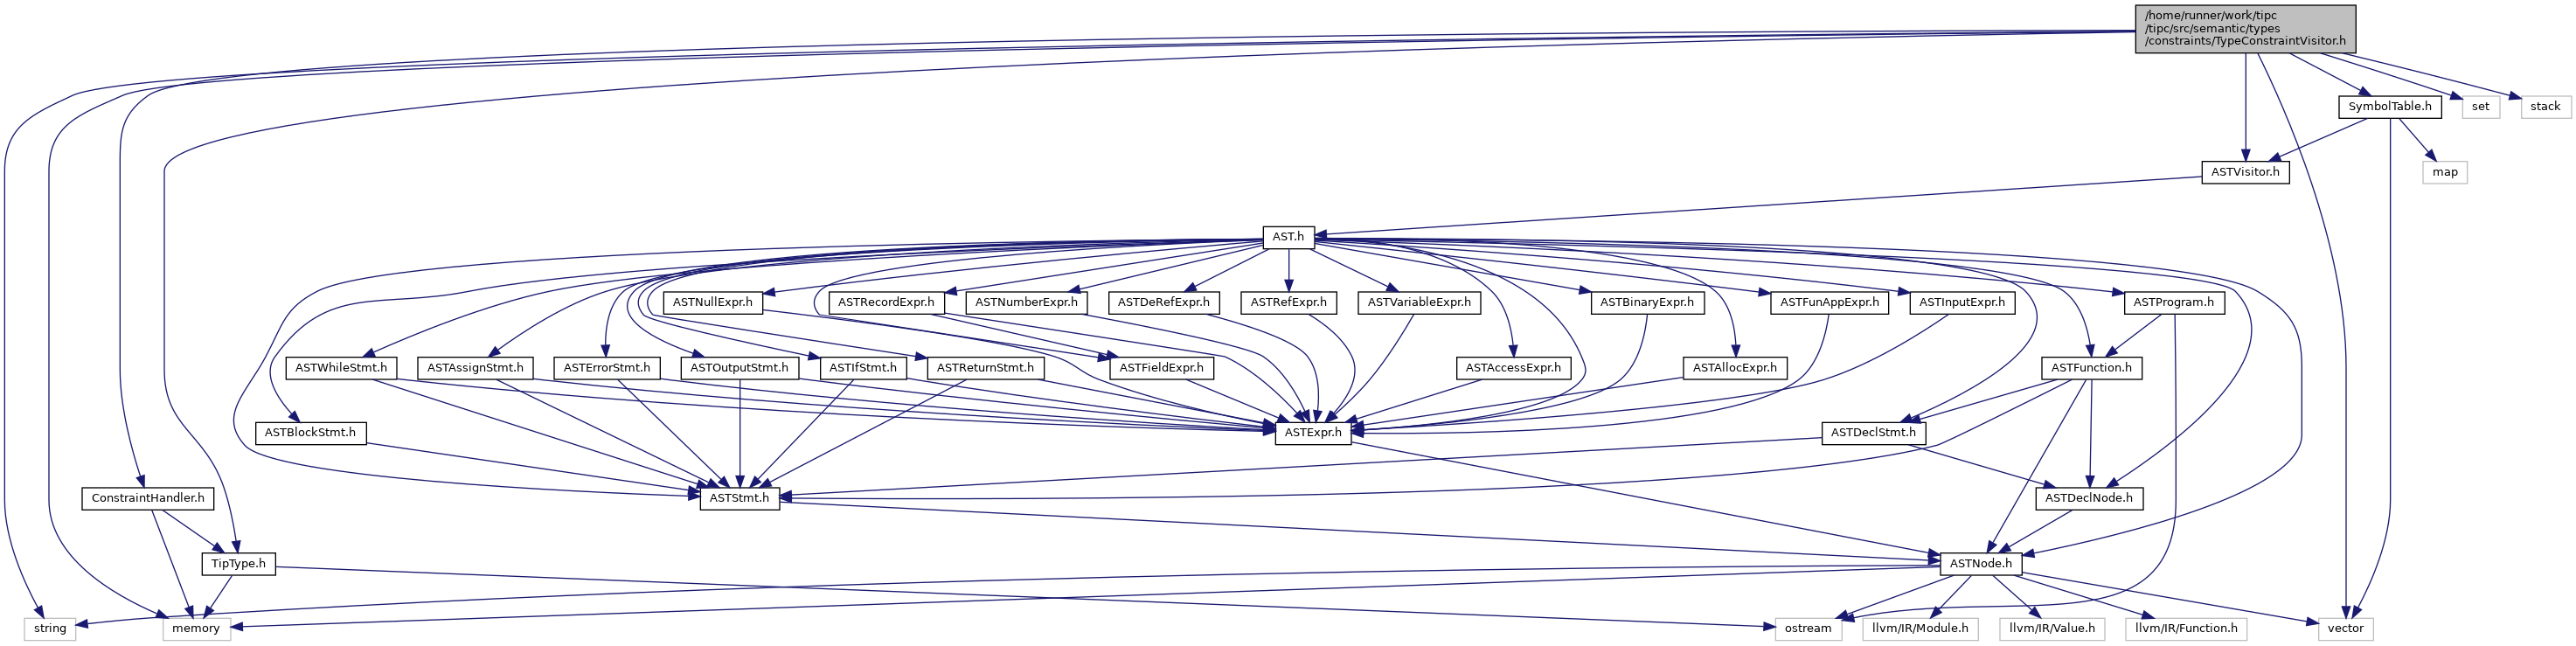 /home/runner/work/tipc
/tipc/src/semantic/types
/constraints/TypeConstraintVisitor.h
SymbolTable.h
set
stack
ASTVisitor.h
map
AST.h
ASTNullExpr.h
ASTRecordExpr.h
ASTNumberExpr.h
ASTDeRefExpr.h
ASTRefExpr.h
ASTVariableExpr.h
ASTBinaryExpr.h
ASTFunAppExpr.h
ASTInputExpr.h
ASTProgram.h
ASTWhileStmt.h
ASTAssignStmt.h
ASTErrorStmt.h
ASTOutputStmt.h
ASTIfStmt.h
ASTReturnStmt.h
ASTFieldExpr.h
ASTAccessExpr.h
ASTAllocExpr.h
ASTFunction.h
ASTBlockStmt.h
ASTExpr.h
ASTDeclStmt.h
ConstraintHandler.h
ASTStmt.h
ASTDeclNode.h
TipType.h
ASTNode.h
string
memory
ostream
llvm/IR/Module.h
llvm/IR/Value.h
llvm/IR/Function.h
vector